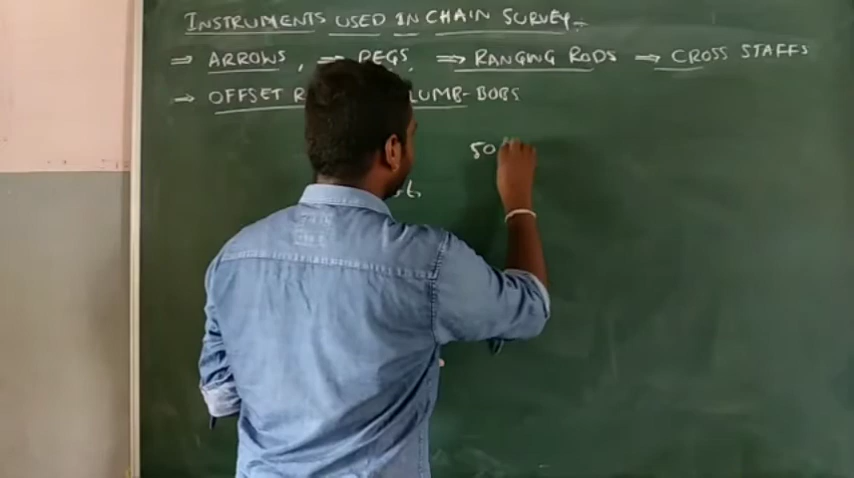 INSTRUMENTS USED IN CHAIN SURVEY:-
⇒ ARROWS, ⇒ PEGS, ⇒ RANGING RODS ⇒ CROSS STAFFS
⇒ OFFSET R LUMB-BOBS
50